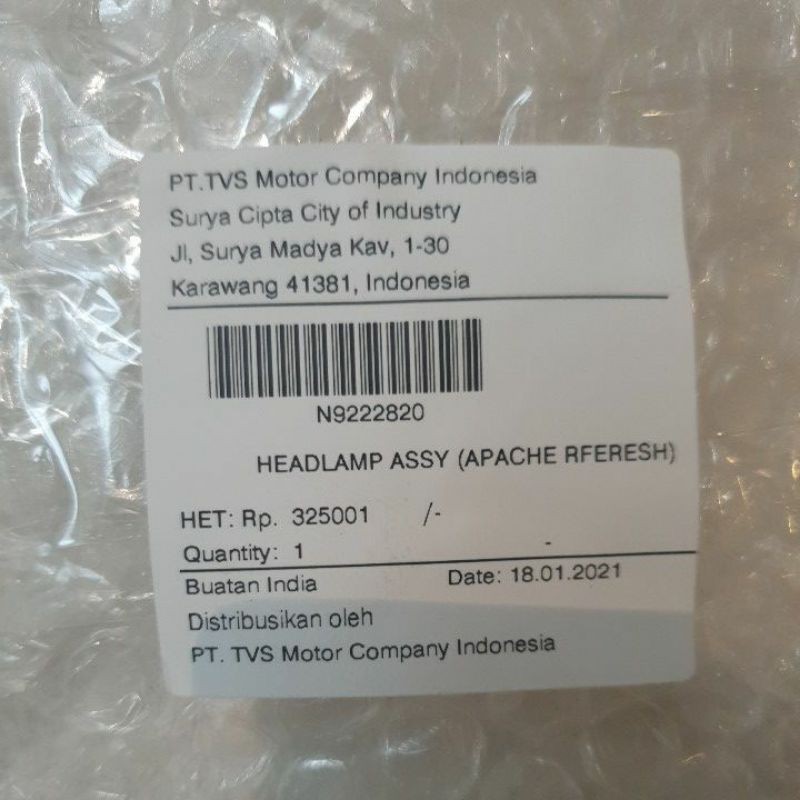 PT.TVS Motor Company Indonesia
Surya Cipta City of Industry
Jl, Surya Madya Kav, 1-30
Karawang 41381, Indonesia
N9222820
HEADLAMP ASSY (APACHE RFERESH)
HET: Rp. 325001 /-
Quantity: 1 -
Buatan India Date: 18.01.2021
Distribusikan oleh
PT. TVS Motor Company Indonesia